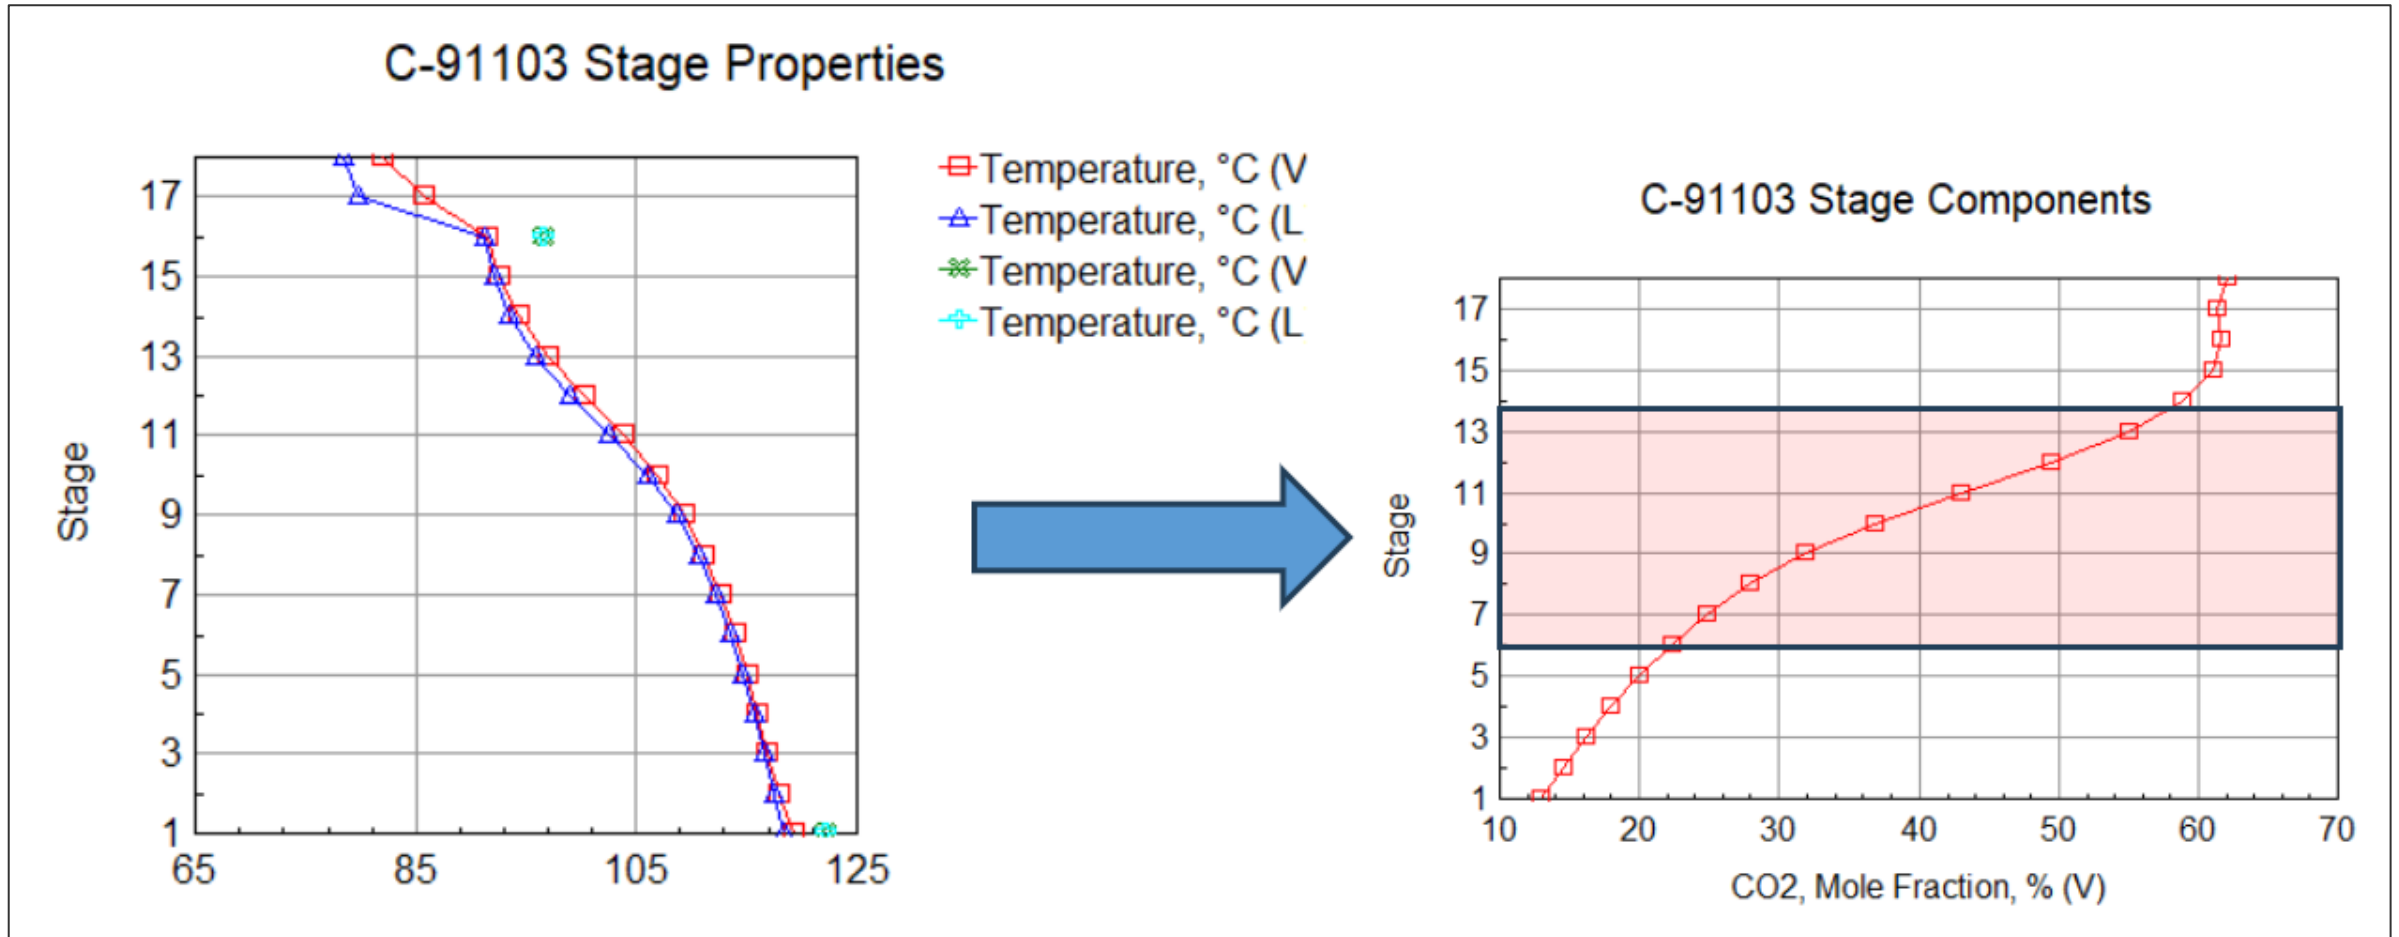 C-91103 Stage Properties
17
15
13
11
9
7
5
3
1
65 85 105 125
Stage
Temperature, °C (V
Temperature, °C (L
Temperature, °C (V
Temperature, °C (L
C-91103 Stage Components
17
15
13
11
9
7
5
3
1
10 20 30 40 50 60 70
Stage
CO2, Mole Fraction, % (V)